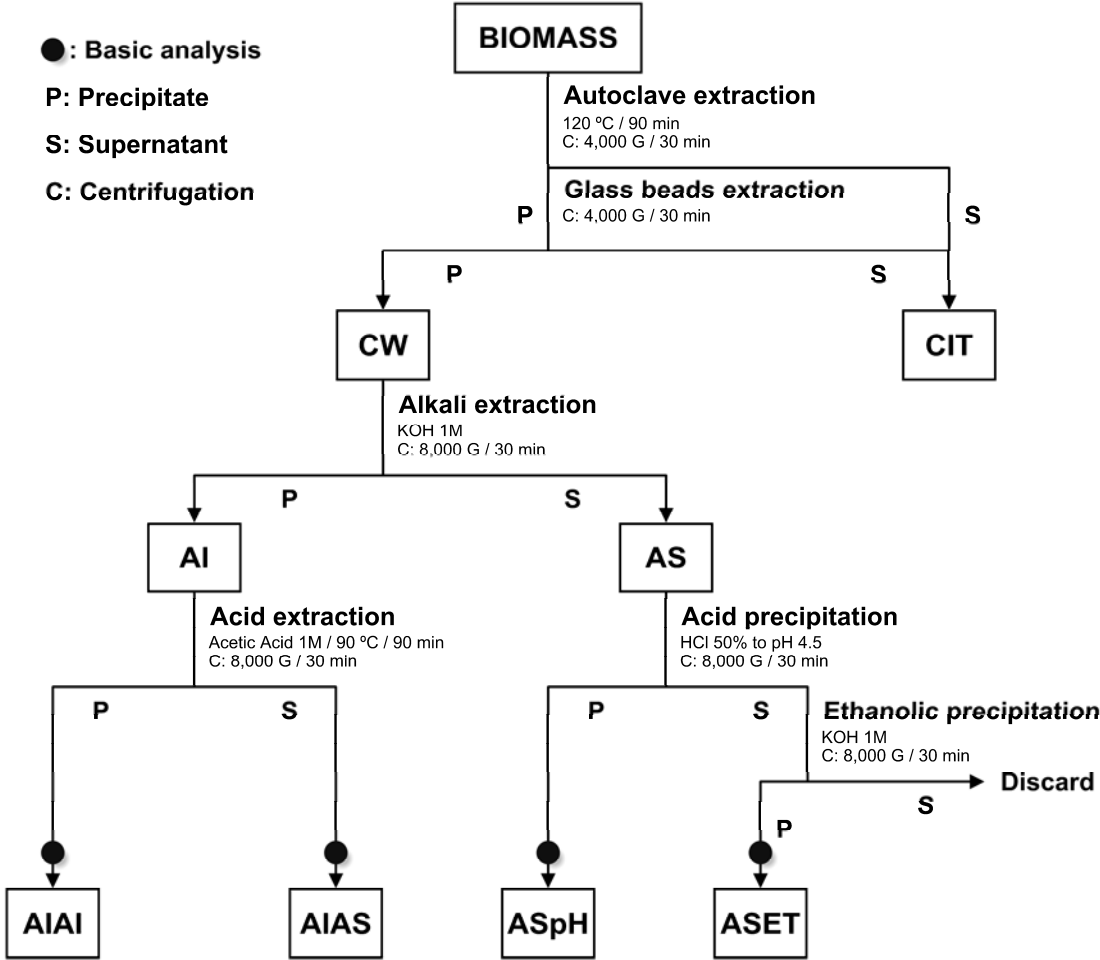 BIOMASS
: Basic analysis
P: Precipitate
S: Supernatant
C: Centrifugation
Autoclave extraction
120 ºC / 90 min
C: 4,000 G / 30 min
Glass beads extraction
C: 4,000 G / 30 min
P
S
P
S
CW
CIT
Alkali extraction
KOH 1M
C: 8,000 G / 30 min
P
S
AI
AS
Acid extraction
Acetic Acid 1M / 90 ºC / 90 min
C: 8,000 G / 30 min
Acid precipitation
HCl 50% to pH 4.5
C: 8,000 G / 30 min
P
S
P
S
Ethanolic precipitation
KOH 1M
C: 8,000 G / 30 min
Discard
S
P
AIAI
AIAS
ASpH
ASET